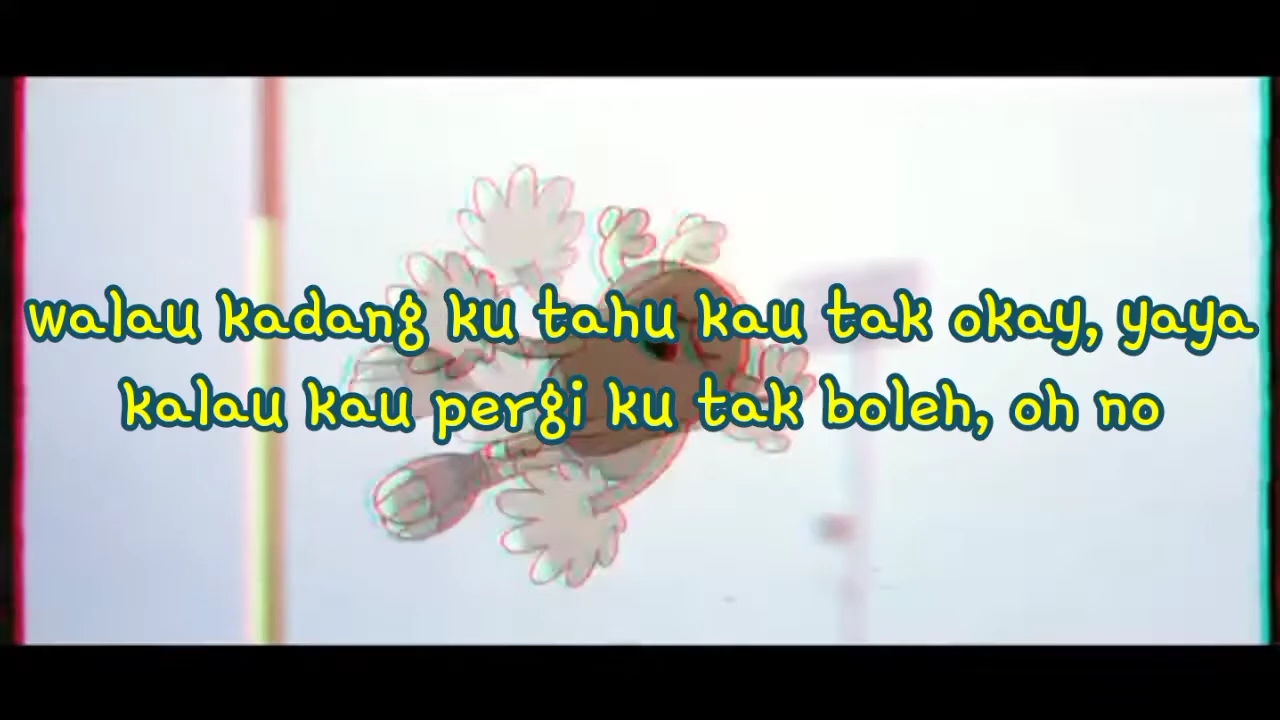 walau kadang ku tahu kau tak okay, yaya
kalau kau pergi ku tak boleh, oh no